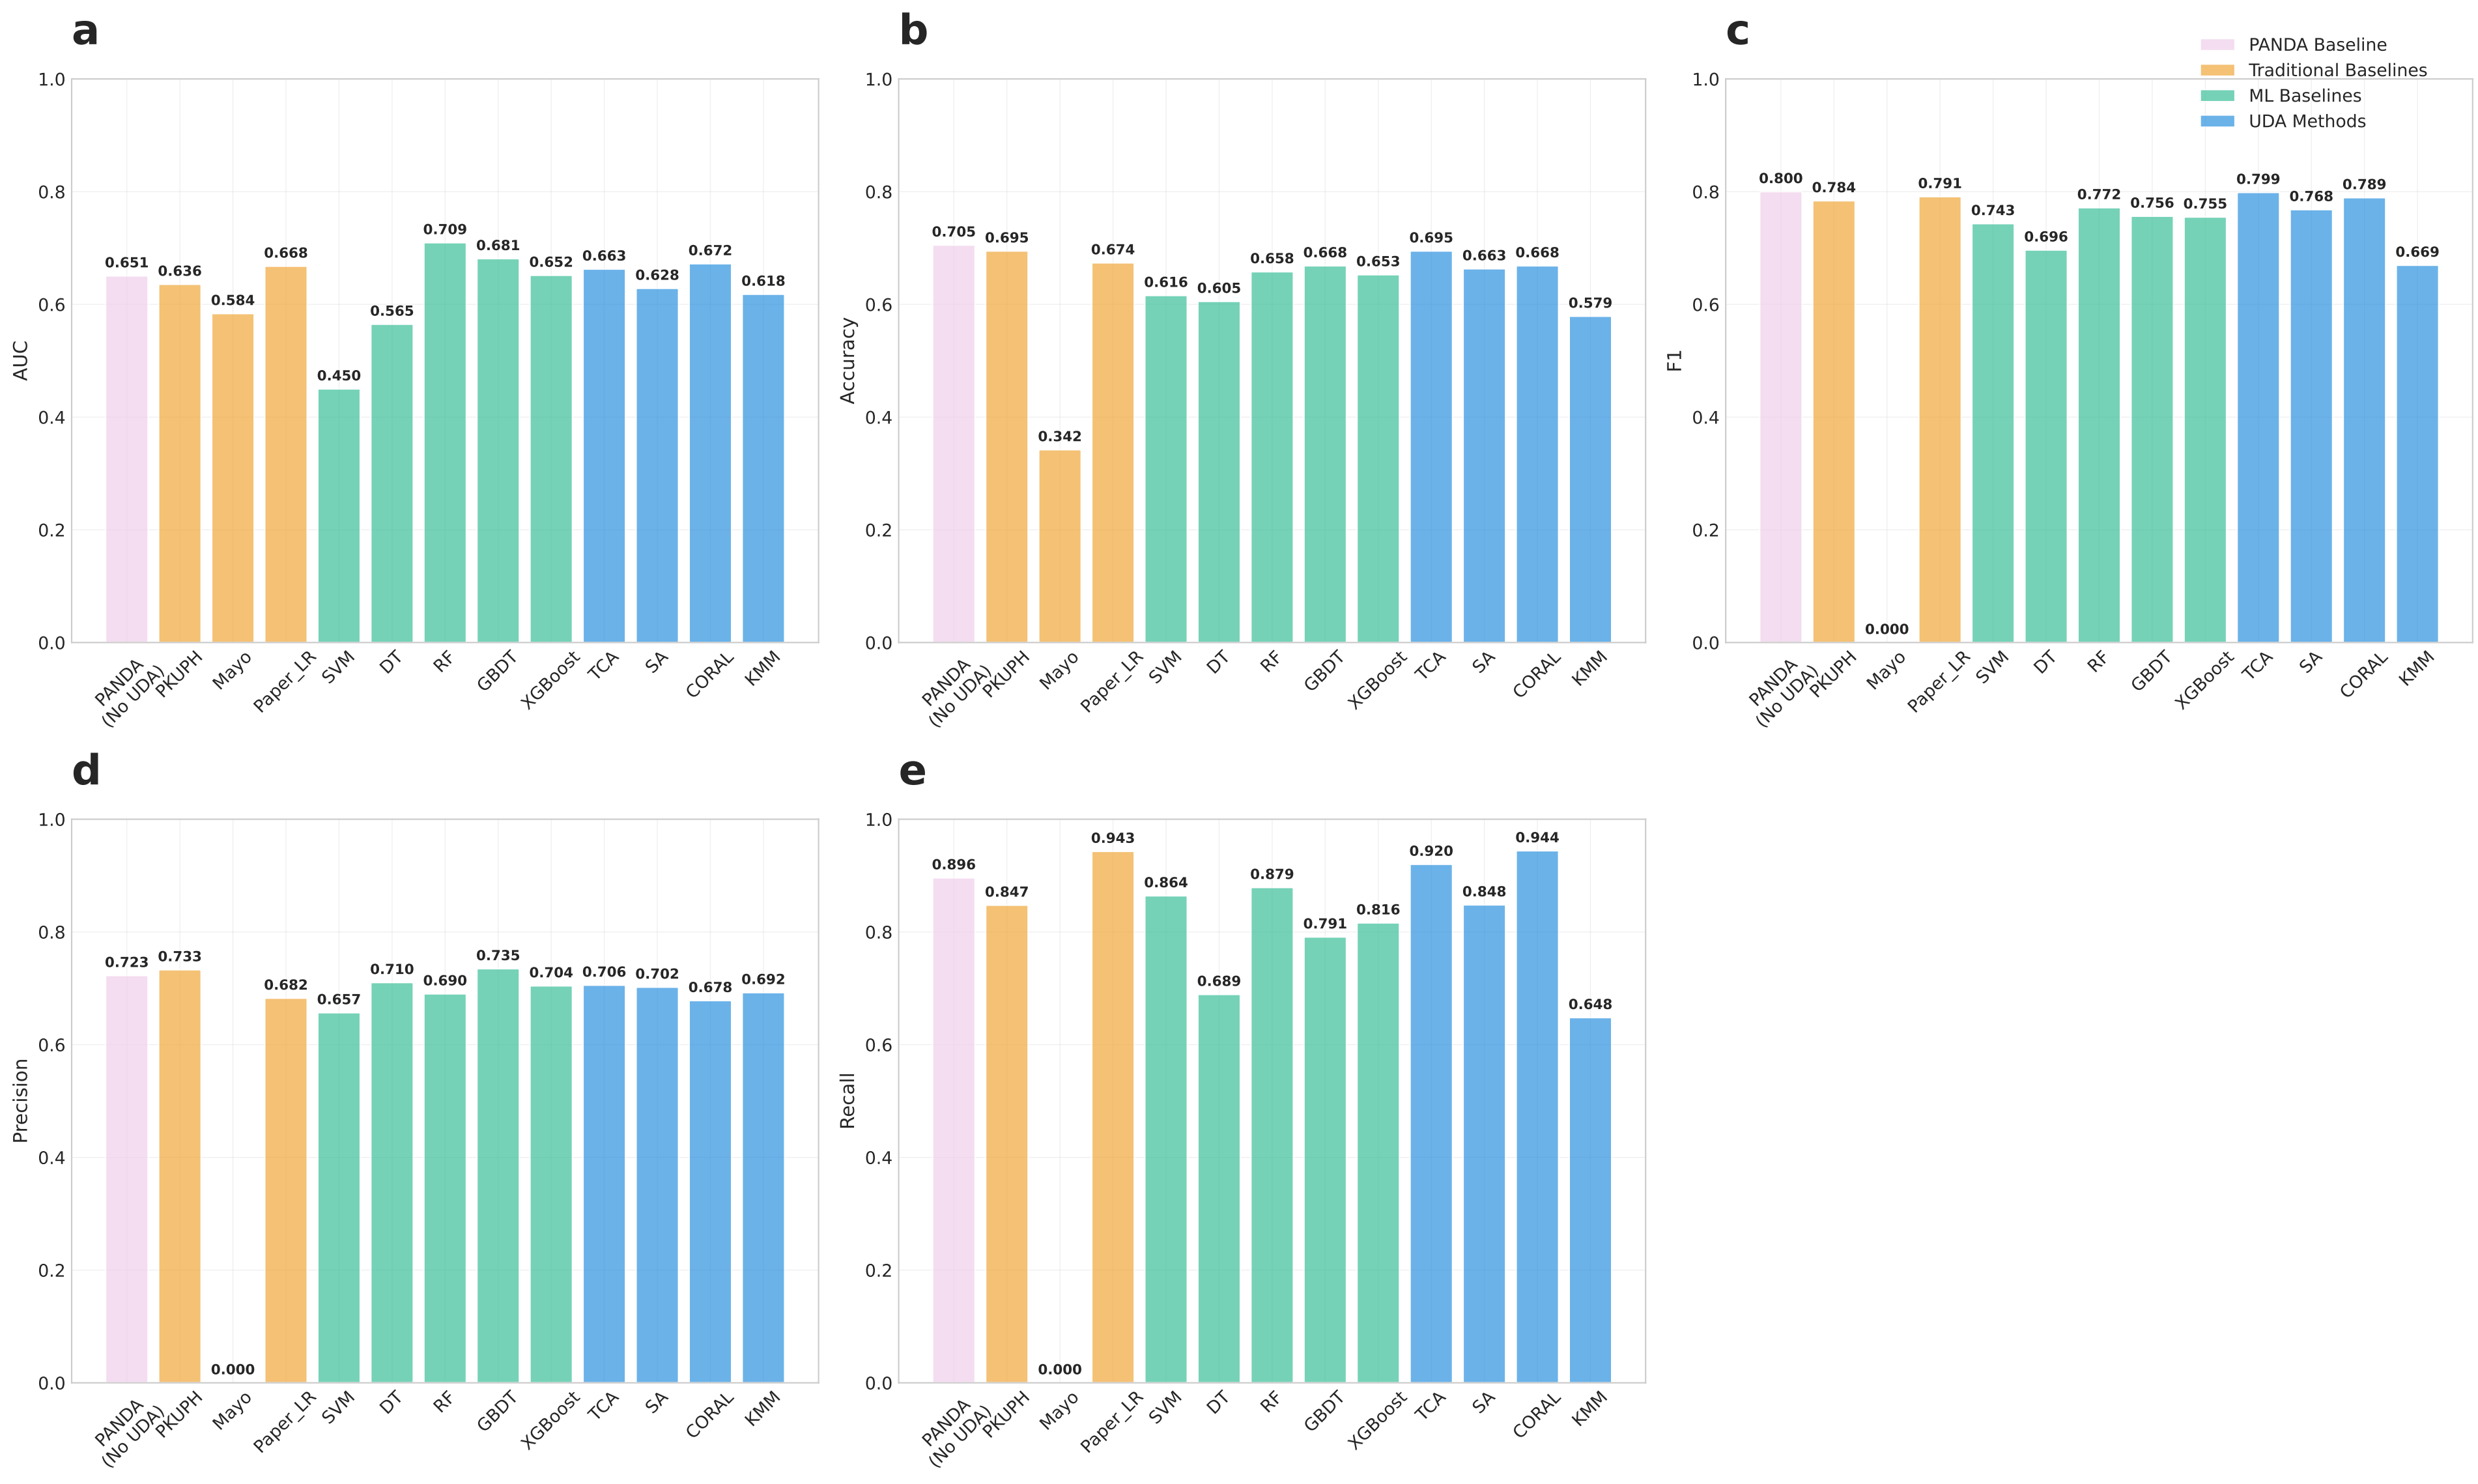 a
AUC
1.0
0.8
0.6
0.4
0.2
0.0
0.651
0.636
0.584
0.668
0.450
0.565
0.709
0.681
0.652
0.663
0.628
0.672
0.618
PANDA
(No UDA)
PKUPH
Mayo
Paper_LR
SVM
DT
RF
GBDT
XGBoost
TCA
SA
CORAL
KMM
b
Accuracy
1.0
0.8
0.6
0.4
0.2
0.0
0.705
0.695
0.342
0.674
0.616
0.605
0.658
0.668
0.653
0.695
0.663
0.668
0.579
PANDA
(No UDA)
PKUPH
Mayo
Paper_LR
SVM
DT
RF
GBDT
XGBoost
TCA
SA
CORAL
KMM
c
PANDA Baseline
Traditional Baselines
ML Baselines
UDA Methods
F1
1.0
0.8
0.6
0.4
0.2
0.0
0.800
0.784
0.000
0.791
0.743
0.696
0.772
0.756
0.755
0.799
0.768
0.789
0.669
PANDA
(No UDA)
PKUPH
Mayo
Paper_LR
SVM
DT
RF
GBDT
XGBoost
TCA
SA
CORAL
KMM
d
Precision
1.0
0.8
0.6
0.4
0.2
0.0
0.723
0.733
0.000
0.682
0.657
0.710
0.690
0.735
0.704
0.706
0.702
0.678
0.692
PANDA
(No UDA)
PKUPH
Mayo
Paper_LR
SVM
DT
RF
GBDT
XGBoost
TCA
SA
CORAL
KMM
e
Recall
1.0
0.8
0.6
0.4
0.2
0.0
0.896
0.847
0.000
0.943
0.864
0.689
0.879
0.791
0.816
0.920
0.848
0.944
0.648
PANDA
(No UDA)
PKUPH
Mayo
Paper_LR
SVM
DT
RF
GBDT
XGBoost
TCA
SA
CORAL
KMM